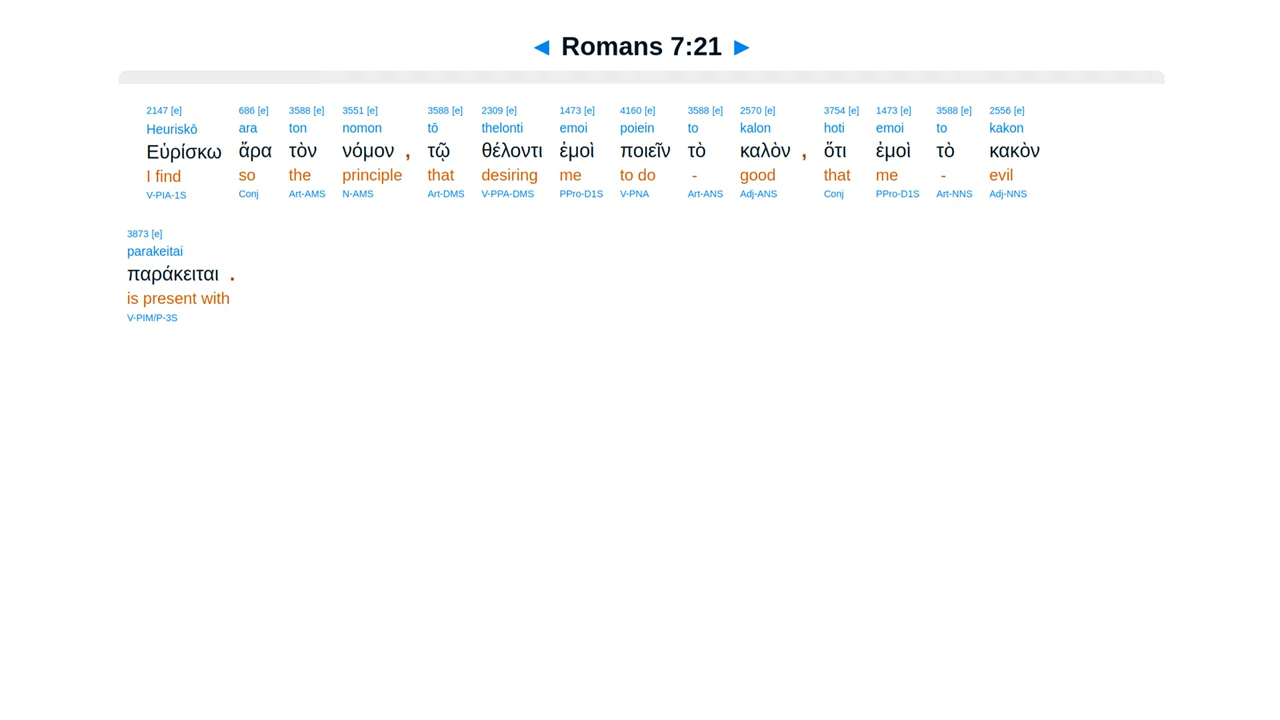 ◄ Romans 7:21 ►
2147 [e] 686 [e] 3588 [e] 3551 [e] 3588 [e] 2309 [e] 1473 [e] 4160 [e] 3588 [e] 2570 [e] 3754 [e] 1473 [e] 3588 [e] 2556 [e]
Heuriskō ara ton nomon tō thelonti emoi poiein to kalon hoti emoi to kakon
Εὑρίσκω ἄρα τὸν νόμον , τῷ θέλοντι ἐμοὶ ποιεῖν τὸ καλὸν , ὅτι ἐμοὶ τὸ κακὸν
I find so the principle that desiring me to do - good that me - evil
V-PIA-1S Conj Art-AMS N-AMS Art-DMS V-PPA-DMS PPro-D1S V-PNA Art-ANS Adj-ANS Conj PPro-D1S Art-NNS Adj-NNS
3873 [e]
parakeitai
παράκειται .
is present with
V-PIM/P-3S